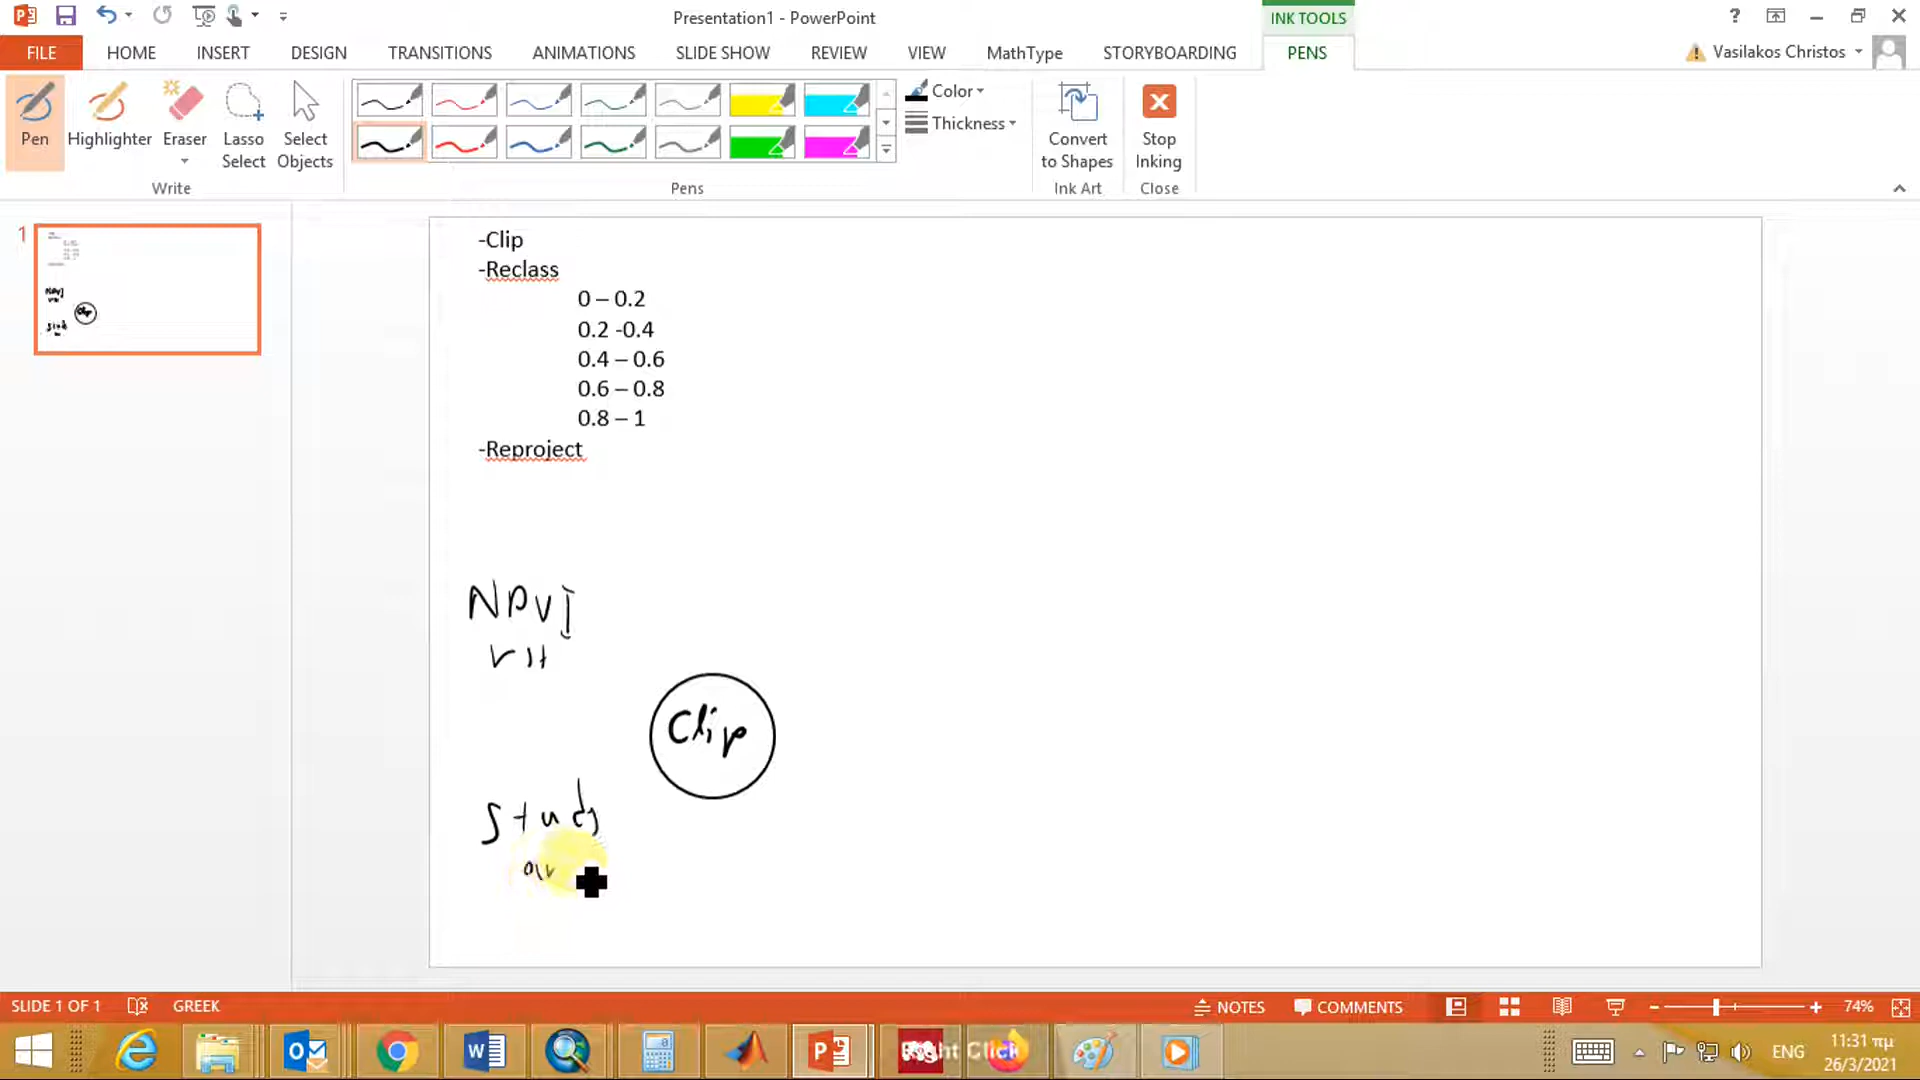 Presentation1 - PowerPoint
INK TOOLS
FILE
HOME
INSERT
DESIGN
TRANSITIONS
ANIMATIONS
SLIDE SHOW
REVIEW
VIEW
MathType
STORYBOARDING
PENS
Vasilakos Christos
Pen
Highlighter
Eraser
Lasso
Select
Select
Objects
Color
Thickness
Convert
to Shapes
Stop
Inking
Write
Pens
Ink Art
Close
1
-Clip
-Reclass
0 – 0.2
0.2 -0.4
0.4 – 0.6
0.6 – 0.8
0.8 – 1
-Reproject
NDVI
Clip
Study
SLIDE 1 OF 1
GREEK
NOTES
COMMENTS
74%
Right Click
ENG
11:31 πμ
26/3/2021